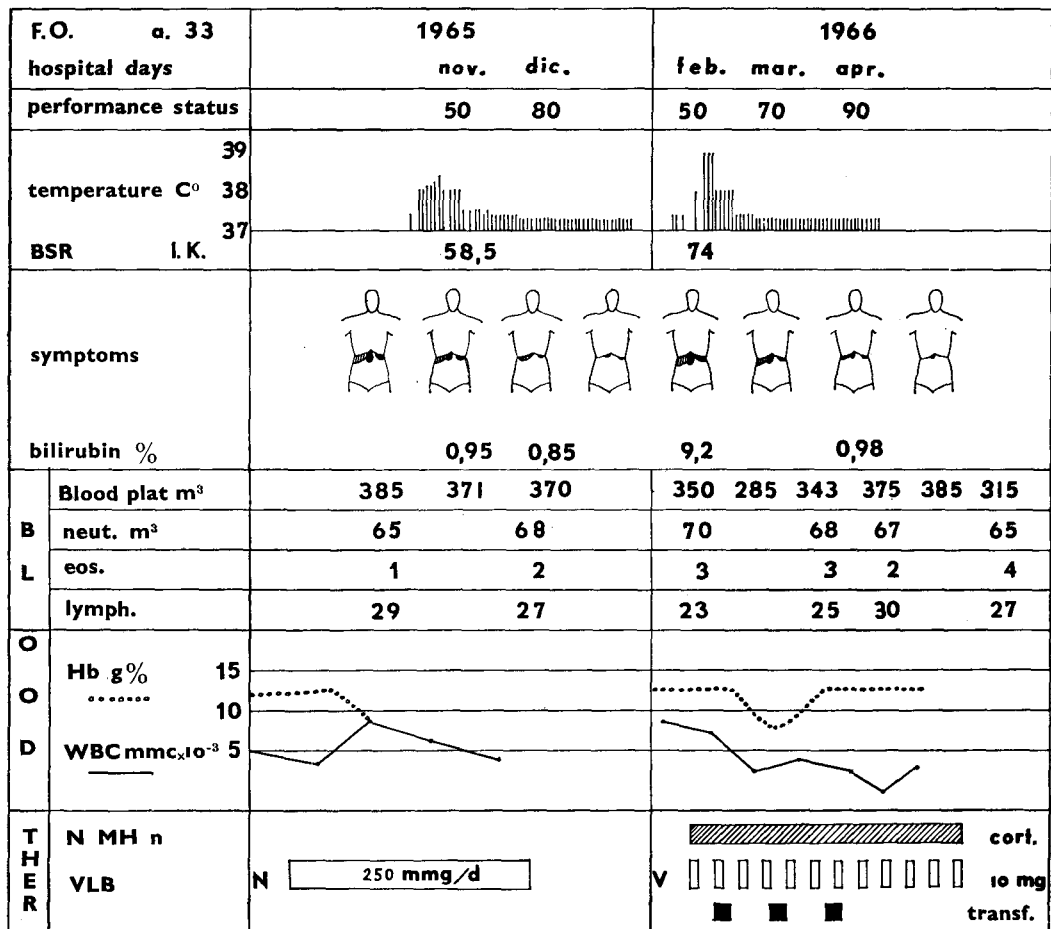 F.O. a. 33 1965 1966
hospital days nov. dic. feb. mar. apr.
performance status 50 80 50 70 90
39
temperature C⁰ 38
37
BSR I.K. 58,5 74
symptoms
bilirubin % 0,95 0,85 9,2 0,98
Blood plat m³ 385 371 370 350 285 343 375 385 315
B neut. m³ 65 68 70 68 67 65
L eos. 1 2 3 3 2 4
lymph. 29 27 23 25 30 27
O
Hb g% 15
O 10
D WBC mmc×10⁻³ 5
T N MH n cort.
H
E VLB N 250 mmg/d V 10 mg
R transf.